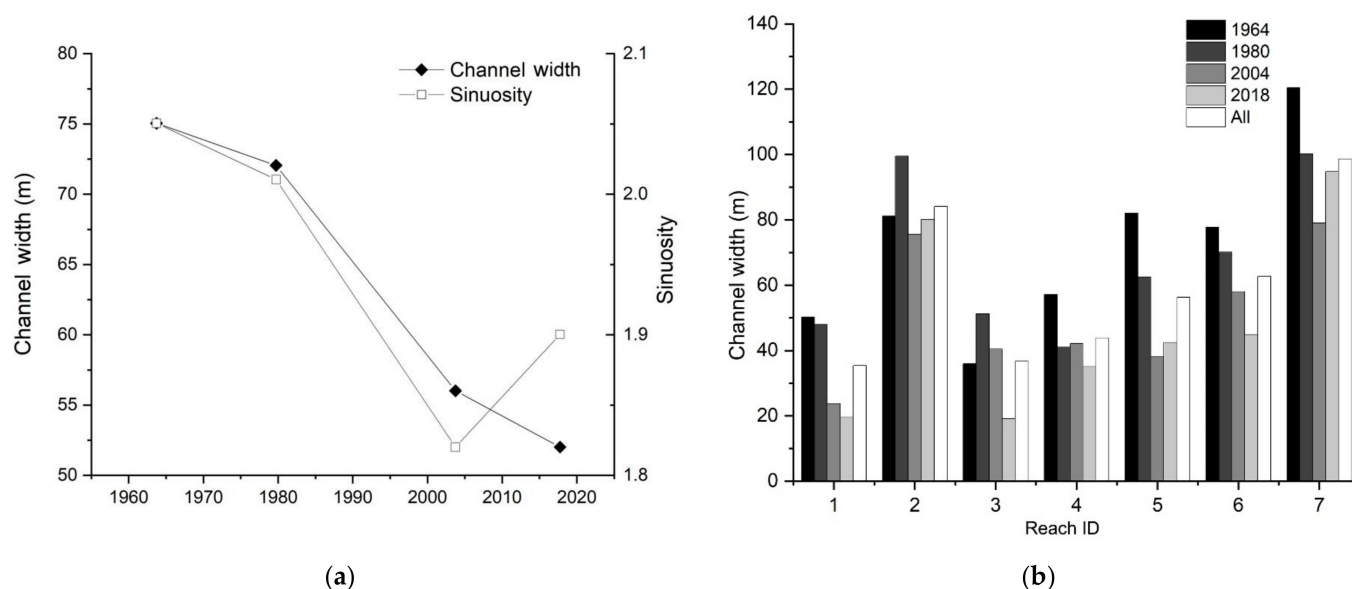 80
75
70
65
60
55
50
Channel width (m)
2.1
2.0
1.9
1.8
Sinuosity
Channel width
Sinuosity
1960 1970 1980 1990 2000 2010 2020
(a)
140
120
100
80
60
40
20
0
Channel width (m)
1964
1980
2004
2018
All
1 2 3 4 5 6 7
Reach ID
(b)